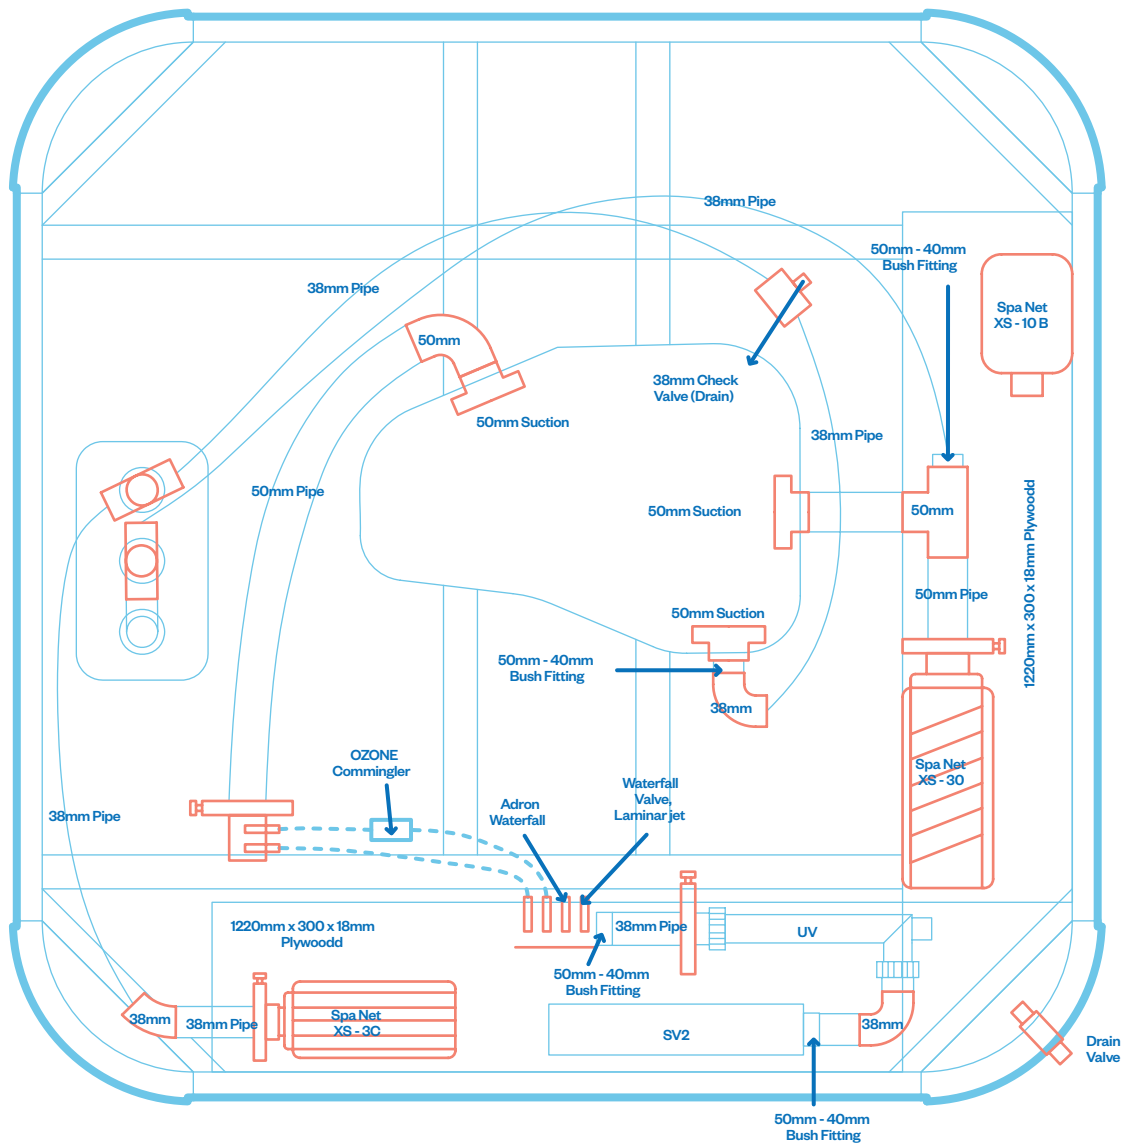 38mm Pipe
50mm - 40mm
Bush Fitting
38mm Pipe
Spa Net
XS - 10 B
50mm
38mm Check
Valve (Drain)
50mm Suction
38mm Pipe
50mm Pipe
50mm Suction
50mm
1220mm x 300 x 18mm Plywoodd
50mm Pipe
50mm Suction
50mm - 40mm
Bush Fitting
38mm
OZONE
Commingler
Spa Net
XS - 30
Waterfall
Valve,
Laminar jet
Adron
Waterfall
38mm Pipe
1220mm x 300 x 18mm
Plywoodd
38mm Pipe
UV
50mm - 40mm
Bush Fitting
38mm
38mm Pipe
Spa Net
XS - 3C
SV2
38mm
Drain
Valve
50mm - 40mm
Bush Fitting